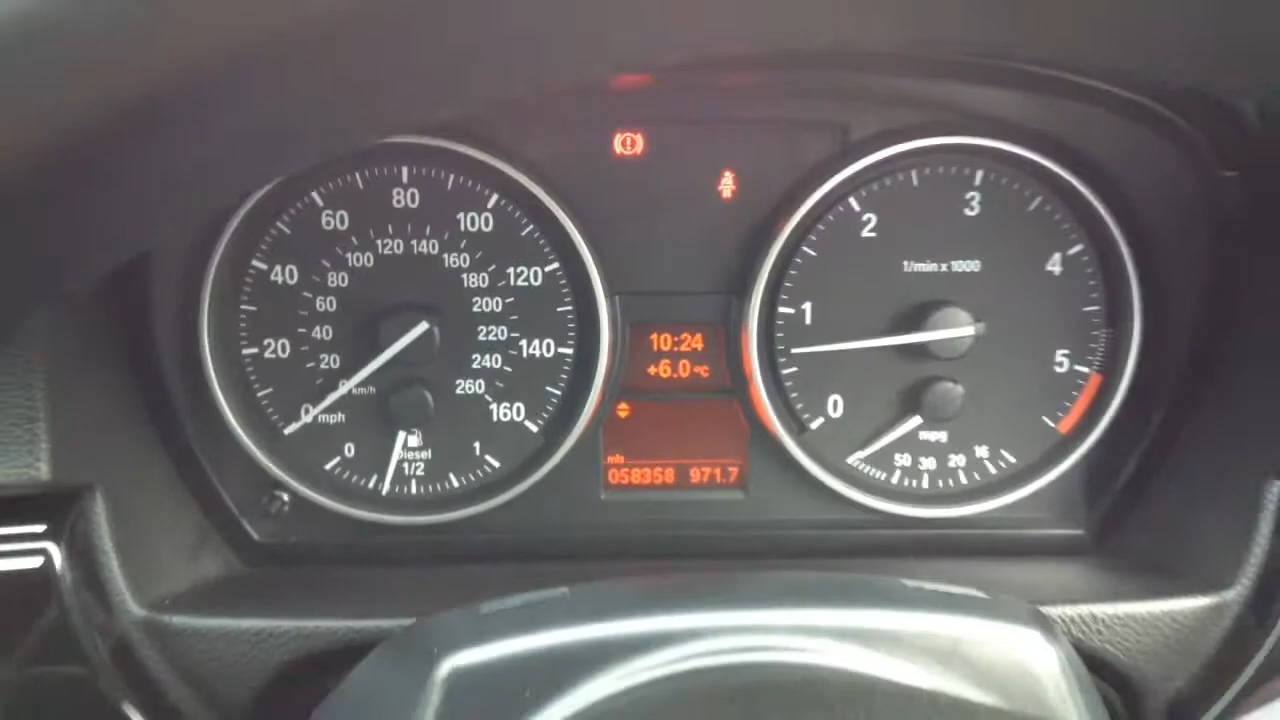 20 40 60 80 100 120 140 160
0 mph
20 40 60 80 100 120 140 160 180 200 220 240 260
0 km/h
0 1/2 1
Diesel
10:24
+6.0 °C
mls
058358 971.7
0 1 2 3 4 5
1/min x 1000
mpg
50 30 20 16